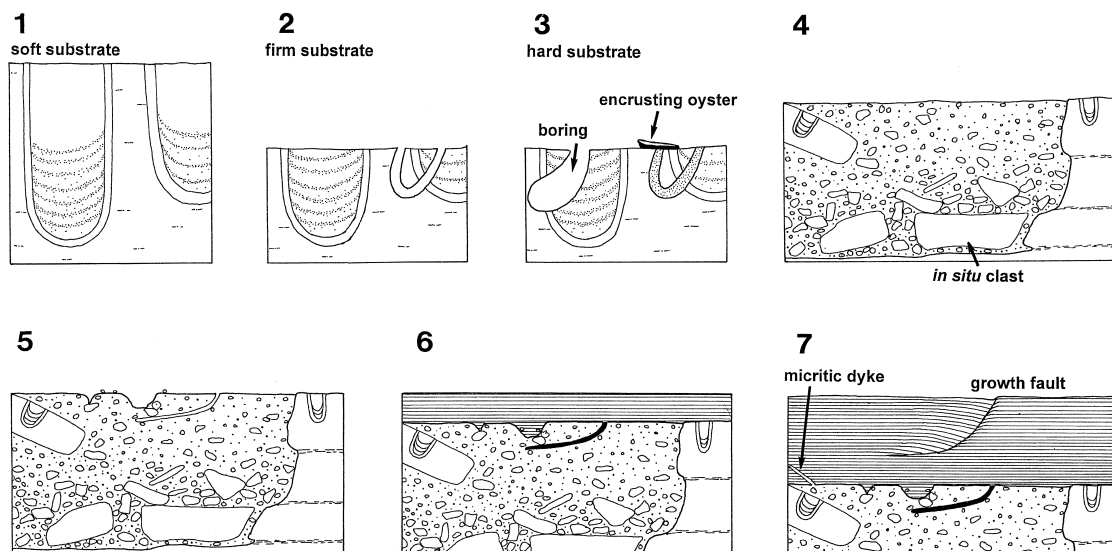 1
soft substrate
2
firm substrate
3
hard substrate
encrusting oyster
boring
4
in situ clast
5
6
7
micritic dyke
growth fault